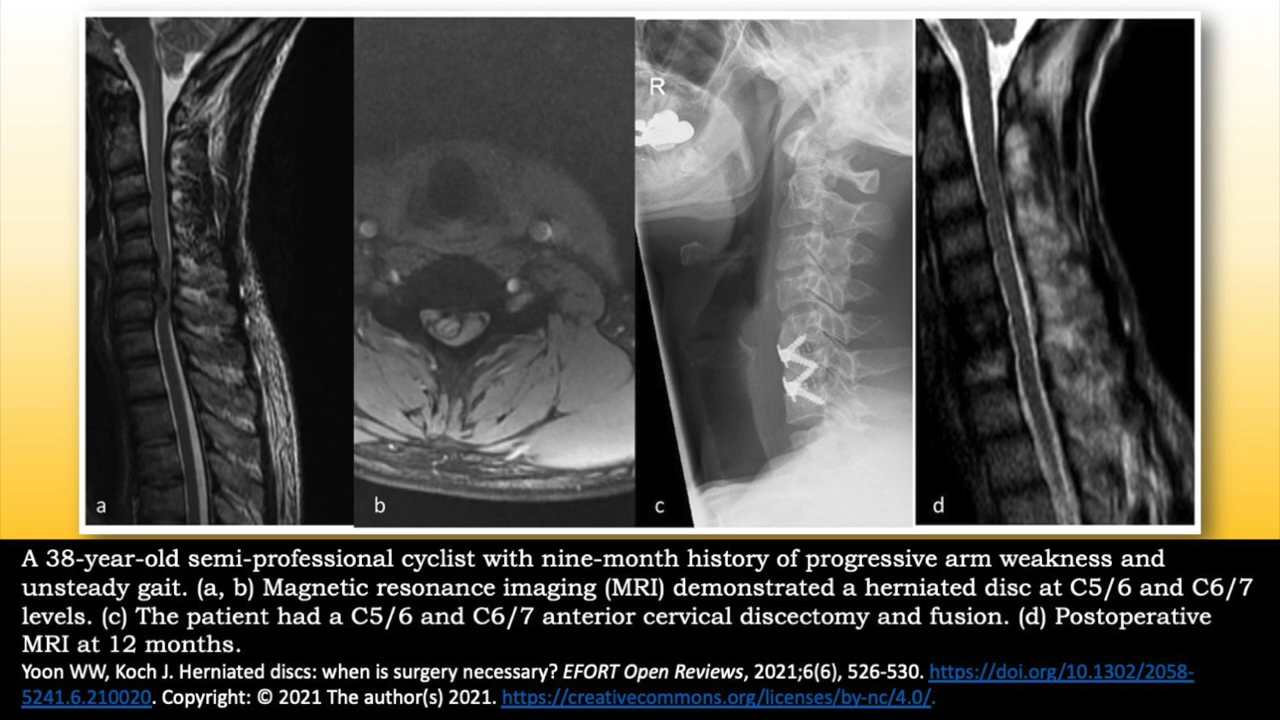 R
a
b
c
d
A 38-year-old semi-professional cyclist with nine-month history of progressive arm weakness and
unsteady gait. (a, b) Magnetic resonance imaging (MRI) demonstrated a herniated disc at C5/6 and C6/7
levels. (c) The patient had a C5/6 and C6/7 anterior cervical discectomy and fusion. (d) Postoperative
MRI at 12 months.
Yoon WW, Koch J. Herniated discs: when is surgery necessary? EFORT Open Reviews, 2021;6(6), 526-530. https://doi.org/10.1302/2058-
5241.6.210020. Copyright: © 2021 The author(s) 2021. https://creativecommons.org/licenses/by-nc/4.0/.